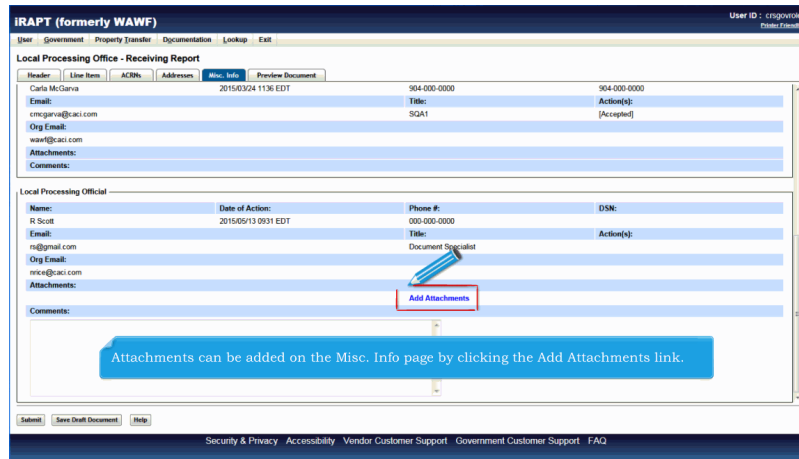 iRAPT (formerly WAWF)
User ID : crsgovrol
Printer Friendl
User Government Property Transfer Documentation Lookup Exit
Local Processing Office - Receiving Report
Header Line Item ACRNs Addresses Misc. Info Preview Document
Carla McGarva 2015/03/24 1136 EDT 904-000-0000 904-000-0000
Email: Title: Action(s):
cmcgarva@caci.com SQA1 [Accepted]
Org Email:
wawf@caci.com
Attachments:
Comments:
Local Processing Official
Name: Date of Action: Phone #: DSN:
R Scott 2015/05/13 0931 EDT 000-000-0000
Email: Title: Action(s):
rs@gmail.com Document Specialist
Org Email:
nrice@caci.com
Attachments:
Add Attachments
Comments:
Attachments can be added on the Misc. Info page by clicking the Add Attachments link.
Submit Save Draft Document Help
Security & Privacy Accessibility Vendor Customer Support Government Customer Support FAQ